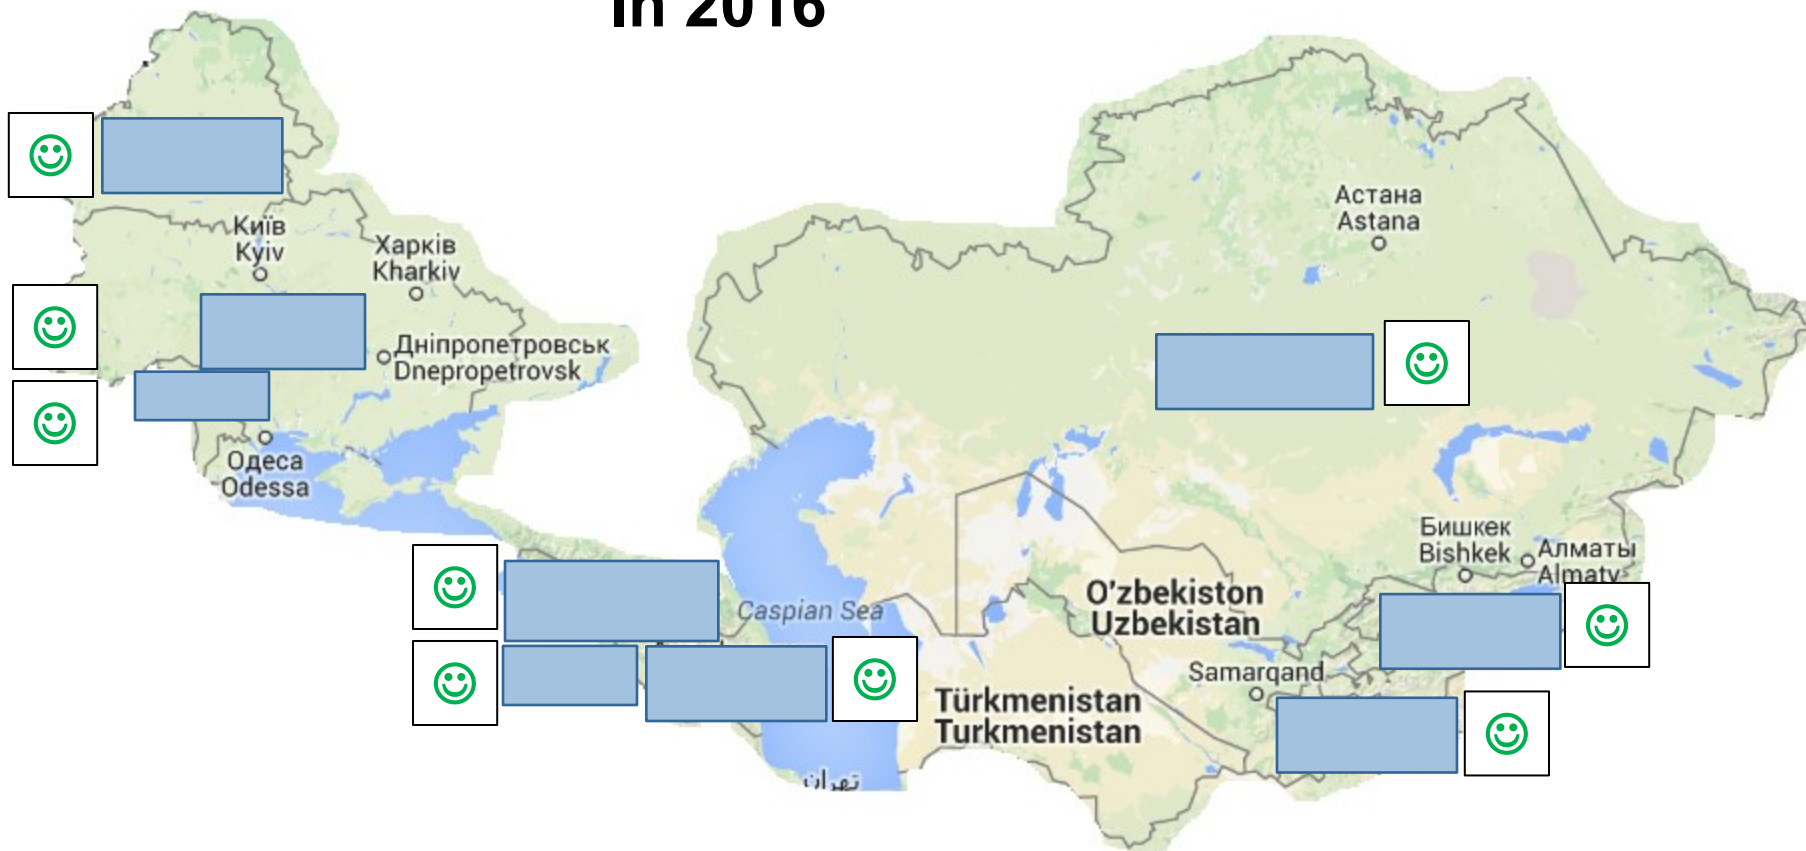 in 2016
Київ
Kyiv
Харків
Kharkiv
Дніпропетровськ
Dnepropetrovsk
Одеса
Odessa
Астана
Astana
Бишкек
Bishkek
Алматы
Almaty
Caspian Sea
O'zbekiston
Uzbekistan
Samarqand
Türkmenistan
Turkmenistan
تهران